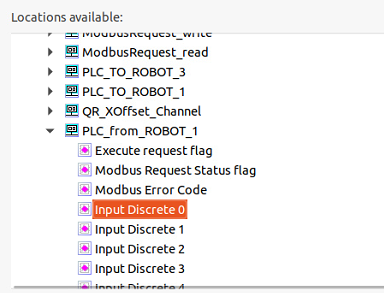 Locations available:
ModbusRequest_write
ModbusRequest_read
PLC_TO_ROBOT_3
PLC_TO_ROBOT_1
QR_XOffset_Channel
PLC_from_ROBOT_1
Execute request flag
Modbus Request Status flag
Modbus Error Code
Input Discrete 0
Input Discrete 1
Input Discrete 2
Input Discrete 3
Input Discrete 4